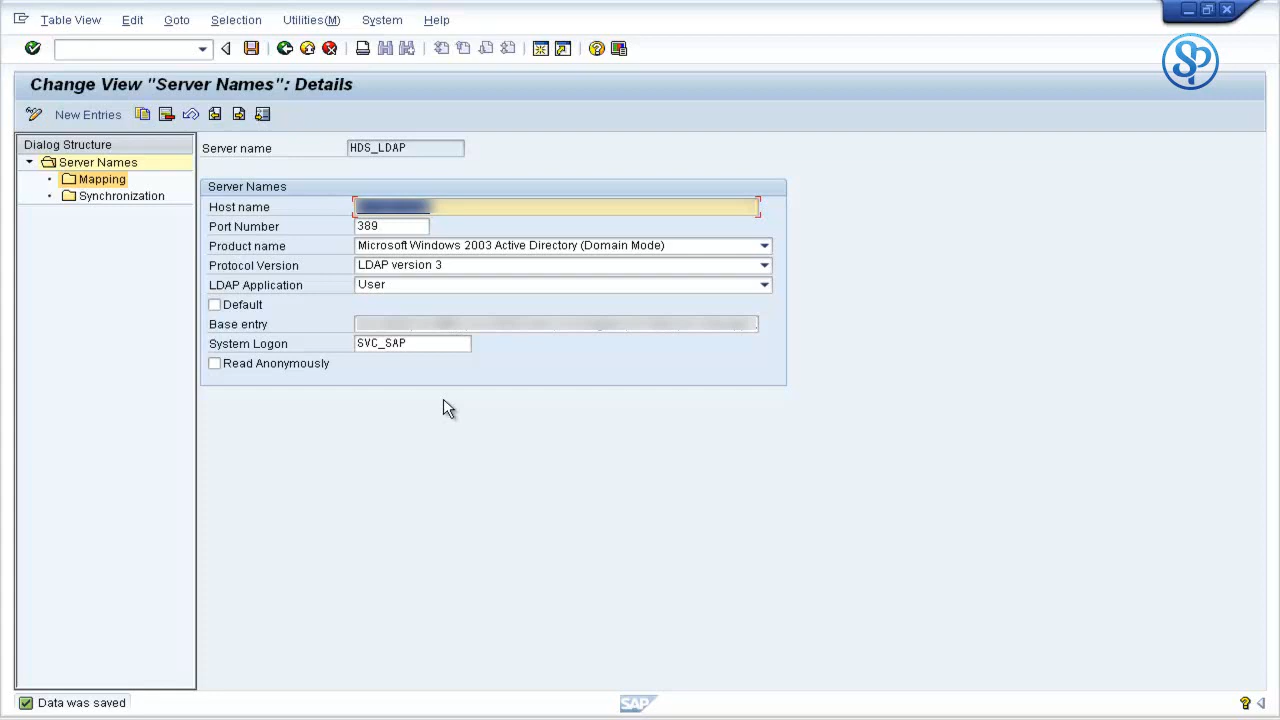 Table View Edit Goto Selection Utilities(M) System Help
SP
Change View "Server Names": Details
New Entries
Dialog Structure
Server Names
Mapping
Synchronization
Server name HDS_LDAP
Server Names
Host name
Port Number 389
Product name Microsoft Windows 2003 Active Directory (Domain Mode)
Protocol Version LDAP version 3
LDAP Application User
Default
Base entry
System Logon SVC_SAP
Read Anonymously
Data was saved
SAP